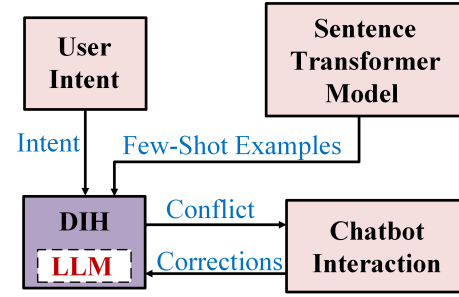 User
Intent
Sentence
Transformer
Model
Intent
Few-Shot Examples
DIH
LLM
Conflict
Corrections
Chatbot
Interaction